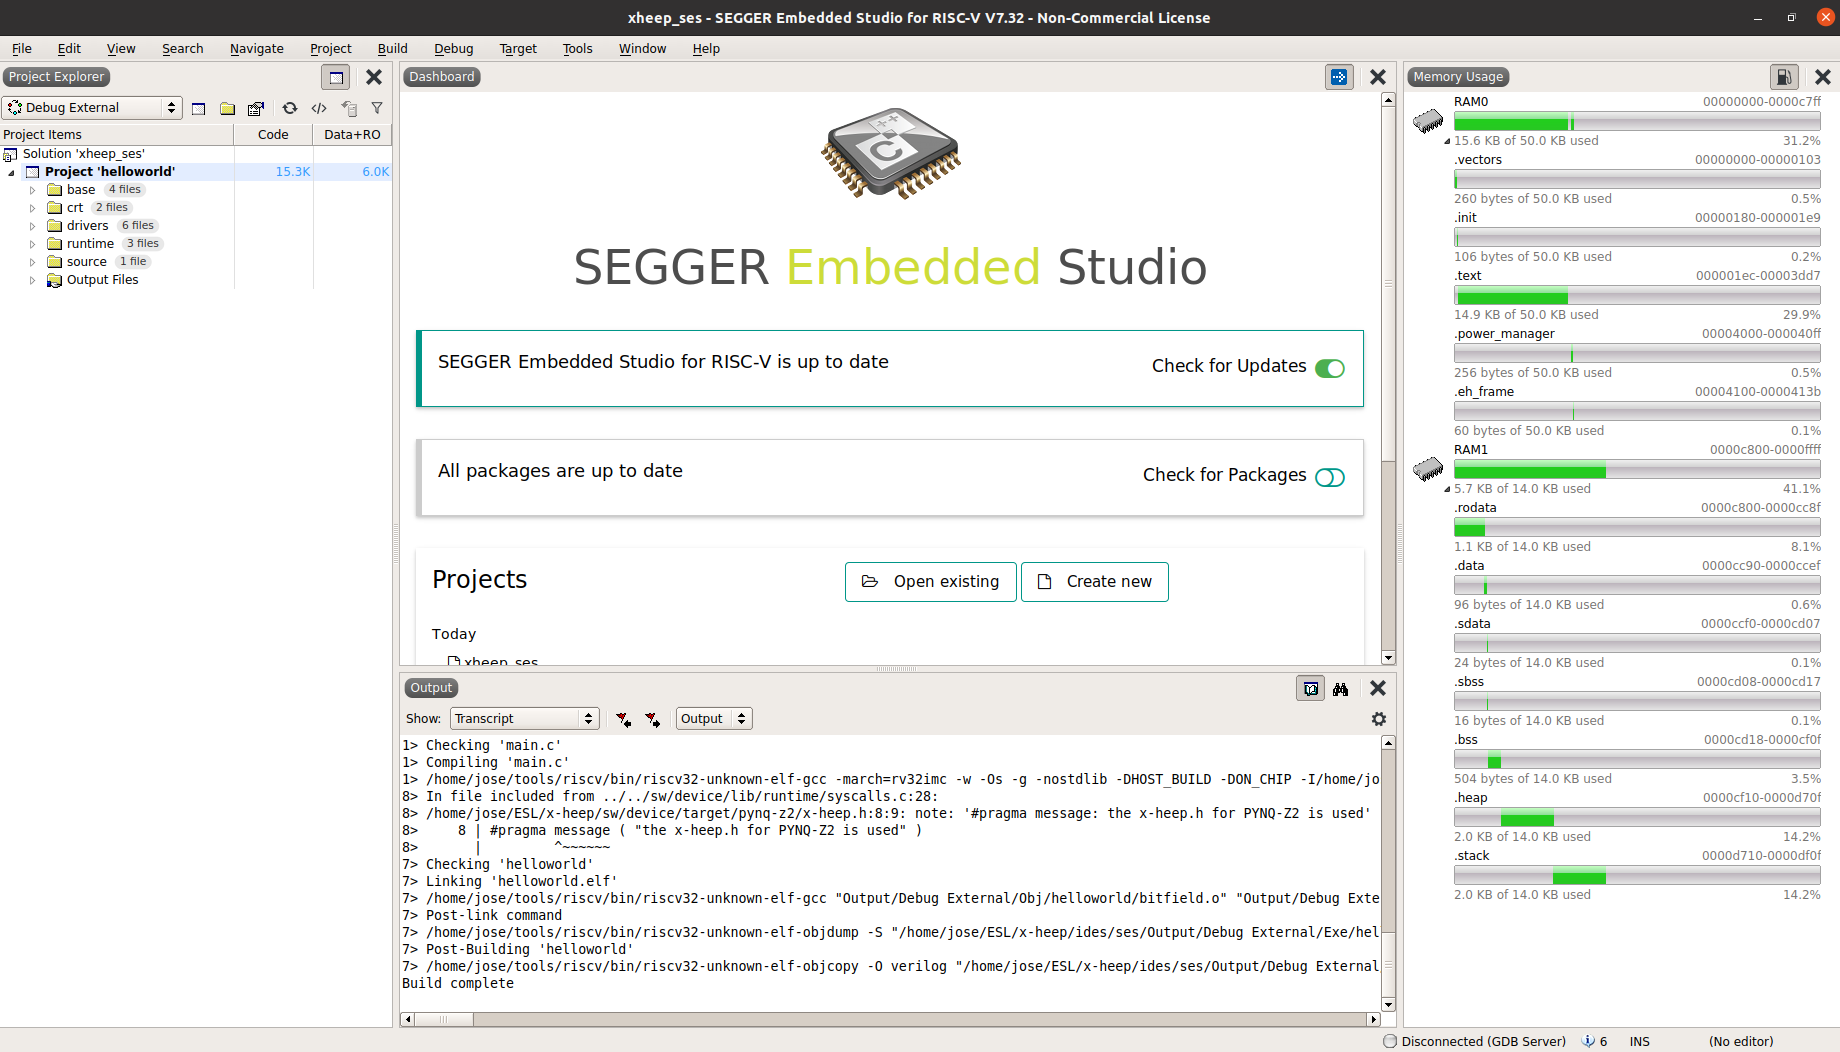 xheep_ses - SEGGER Embedded Studio for RISC-V V7.32 - Non-Commercial License
File Edit View Search Navigate Project Build Debug Target Tools Window Help
Project Explorer
Debug External
Project Items Code Data+RO
Solution 'xheep_ses'
Project 'helloworld' 15.3K 6.0K
base 4 files
crt 2 files
drivers 6 files
runtime 3 files
source 1 file
Output Files
Dashboard
C
SEGGER Embedded Studio
SEGGER Embedded Studio for RISC-V is up to date
Check for Updates
All packages are up to date
Check for Packages
Projects
Open existing
Create new
Today
xheep_ses
Output
Show: Transcript Output
1> Checking 'main.c'
1> Compiling 'main.c'
1> /home/jose/tools/riscv/bin/riscv32-unknown-elf-gcc -march=rv32imc -w -Os -g -nostdlib -DHOST_BUILD -DON_CHIP -I/home/jo
8> In file included from ../../sw/device/lib/runtime/syscalls.c:28:
8> /home/jose/ESL/x-heep/sw/device/target/pynq-z2/x-heep.h:8:9: note: '#pragma message: the x-heep.h for PYNQ-Z2 is used'
8>     8 | #pragma message ( "the x-heep.h for PYNQ-Z2 is used" )
8>       |         ^~~~~~~
7> Checking 'helloworld'
7> Linking 'helloworld.elf'
7> /home/jose/tools/riscv/bin/riscv32-unknown-elf-gcc "Output/Debug External/Obj/helloworld/bitfield.o" "Output/Debug Exte
7> Post-link command
7> /home/jose/tools/riscv/bin/riscv32-unknown-elf-objdump -S "/home/jose/ESL/x-heep/ides/ses/Output/Debug External/Exe/hel
7> Post-Building 'helloworld'
7> /home/jose/tools/riscv/bin/riscv32-unknown-elf-objcopy -O verilog "/home/jose/ESL/x-heep/ides/ses/Output/Debug External
Build complete
Memory Usage
RAM0 00000000-0000c7ff
15.6 KB of 50.0 KB used 31.2%
.vectors 00000000-00000103
260 bytes of 50.0 KB used 0.5%
.init 00000180-000001e9
106 bytes of 50.0 KB used 0.2%
.text 000001ec-00003dd7
14.9 KB of 50.0 KB used 29.9%
.power_manager 00004000-000040ff
256 bytes of 50.0 KB used 0.5%
.eh_frame 00004100-0000413b
60 bytes of 50.0 KB used 0.1%
RAM1 0000c800-0000ffff
5.7 KB of 14.0 KB used 41.1%
.rodata 0000c800-0000cc8f
1.1 KB of 14.0 KB used 8.1%
.data 0000cc90-0000ccef
96 bytes of 14.0 KB used 0.6%
.sdata 0000ccf0-0000cd07
24 bytes of 14.0 KB used 0.1%
.sbss 0000cd08-0000cd17
16 bytes of 14.0 KB used 0.1%
.bss 0000cd18-0000cf0f
504 bytes of 14.0 KB used 3.5%
.heap 0000cf10-0000d70f
2.0 KB of 14.0 KB used 14.2%
.stack 0000d710-0000df0f
2.0 KB of 14.0 KB used 14.2%
Disconnected (GDB Server) 6 INS (No editor)